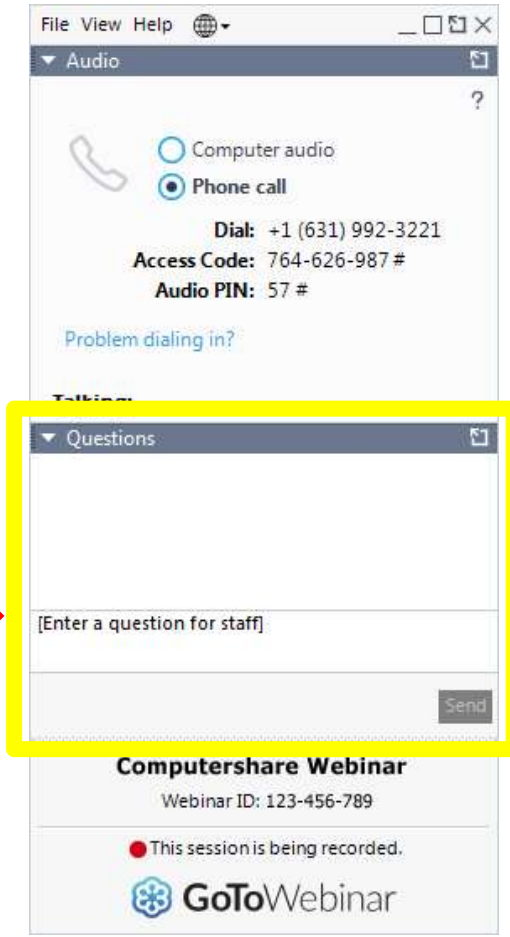 File View Help
Audio
?
Computer audio
Phone call
Dial: +1 (631) 992-3221
Access Code: 764-626-987 #
Audio PIN: 57 #
Problem dialing in?
Talking:
Questions
[Enter a question for staff]
Send
Computershare Webinar
Webinar ID: 123-456-789
This session is being recorded.
GoToWebinar